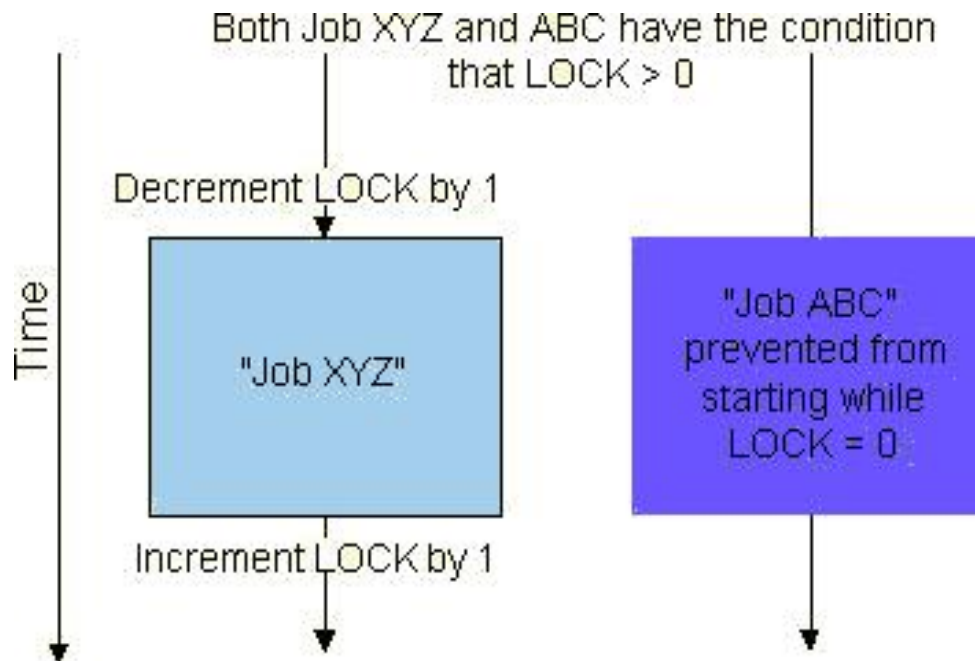 Both Job XYZ and ABC have the condition
that LOCK > 0
Decrement LOCK by 1
Time
"Job XYZ"
"Job ABC"
prevented from
starting while
LOCK = 0
Increment LOCK by 1